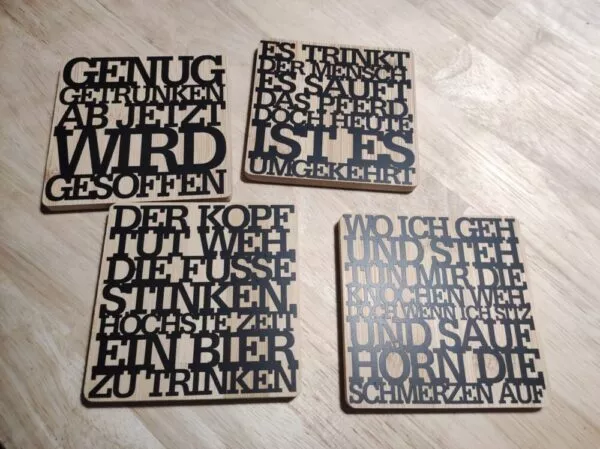 GENUG
GETRUNKEN
AB JETZT
WIRD
GESOFFEN
ES TRINKT
DER MENSCH
ES SÄUFT
DAS PFERD
DOCH HEUTE
IST ES
UMGEKEHRT
DER KOPF
TUT WEH
DIE FÜSSE
STINKEN
HÖCHSTE ZEIT
EIN BIER
ZU TRINKEN
WO ICH GEH
UND STEH
TUN MIR DIE
KNOCHEN WEH
DOCH WENN ICH SITZ
UND SAUF
HÖRN DIE
SCHMERZEN AUF